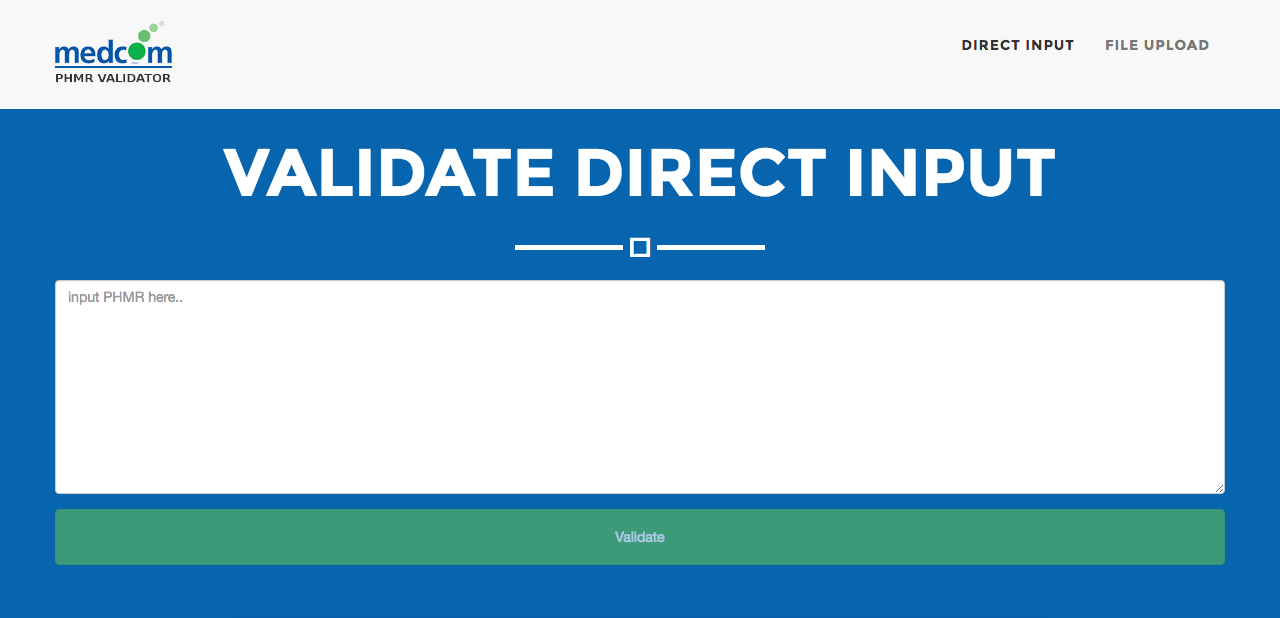 medcom
PHMR VALIDATOR
DIRECT INPUT
FILE UPLOAD
VALIDATE DIRECT INPUT
input PHMR here..
Validate